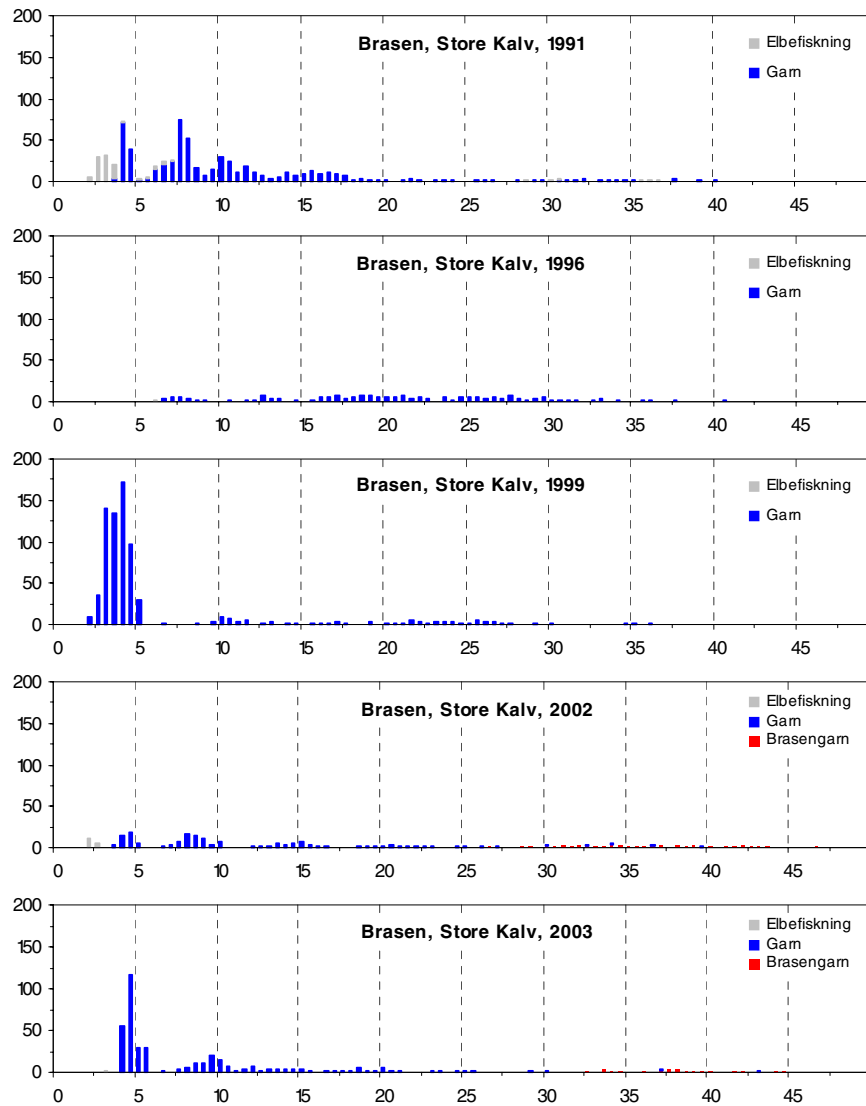 Brasen, Store Kalv, 1991
Elbefiskning
Garn
200
150
100
50
0
0 5 10 15 20 25 30 35 40 45
Brasen, Store Kalv, 1996
Elbefiskning
Garn
200
150
100
50
0
0 5 10 15 20 25 30 35 40 45
Brasen, Store Kalv, 1999
Elbefiskning
Garn
200
150
100
50
0
0 5 10 15 20 25 30 35 40 45
Brasen, Store Kalv, 2002
Elbefiskning
Garn
Brasengarn
200
150
100
50
0
0 5 10 15 20 25 30 35 40 45
Brasen, Store Kalv, 2003
Elbefiskning
Garn
Brasengarn
200
150
100
50
0
0 5 10 15 20 25 30 35 40 45